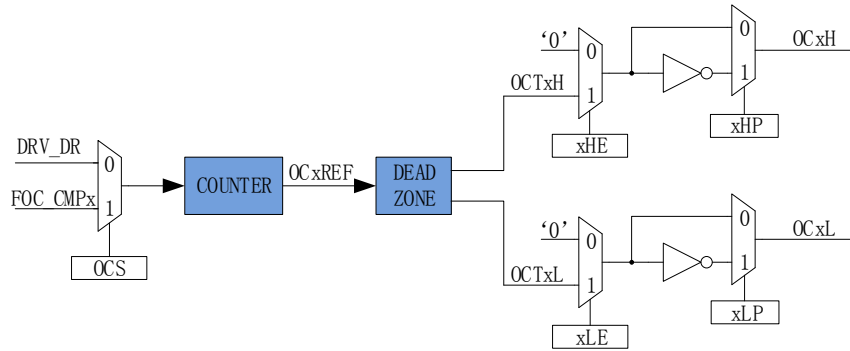 ‘0’
0
OCTxH
1
xHE
0
1
OCxH
xHP
DRV_DR
0
FOC_CMPx
1
OCS
COUNTER
OCxREF
DEAD
ZONE
‘0’
0
OCTxL
1
xLE
0
1
OCxL
xLP